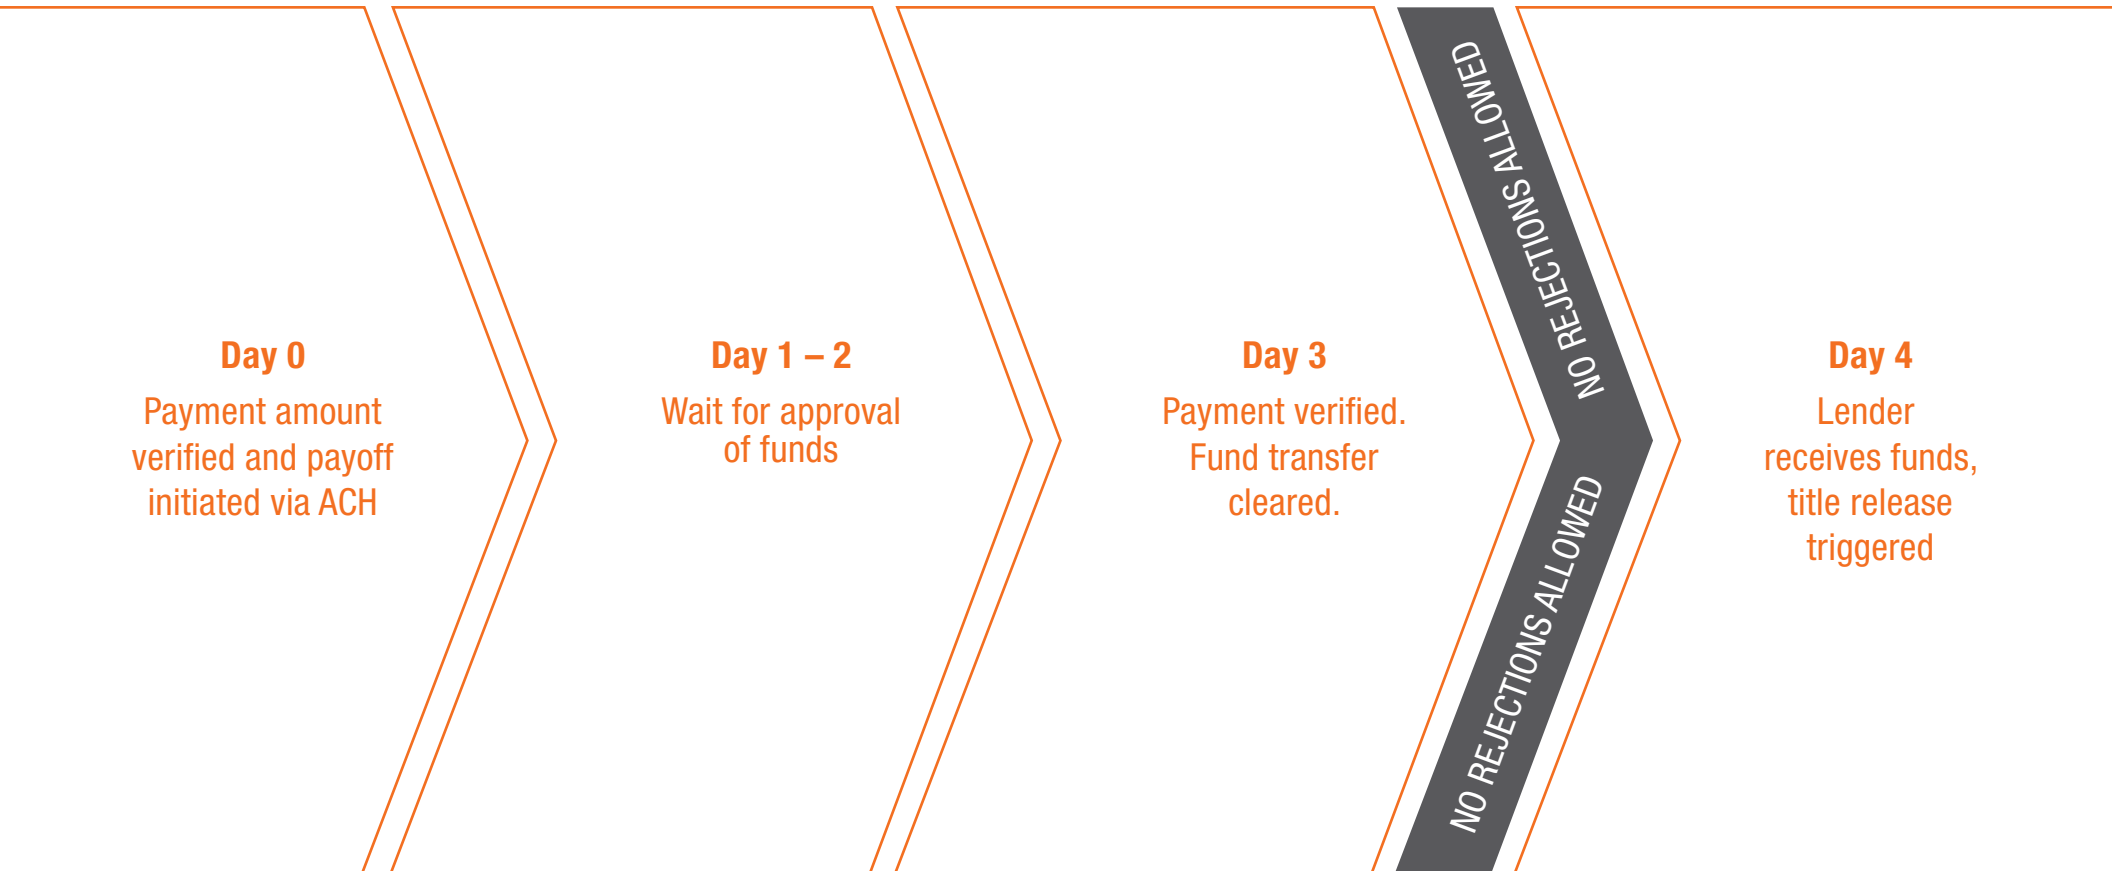 Day 0
Payment amount
verified and payoff
initiated via ACH
Day 1 – 2
Wait for approval
of funds
Day 3
Payment verified.
Fund transfer
cleared.
NO REJECTIONS ALLOWED
NO REJECTIONS ALLOWED
Day 4
Lender
receives funds,
title release
triggered